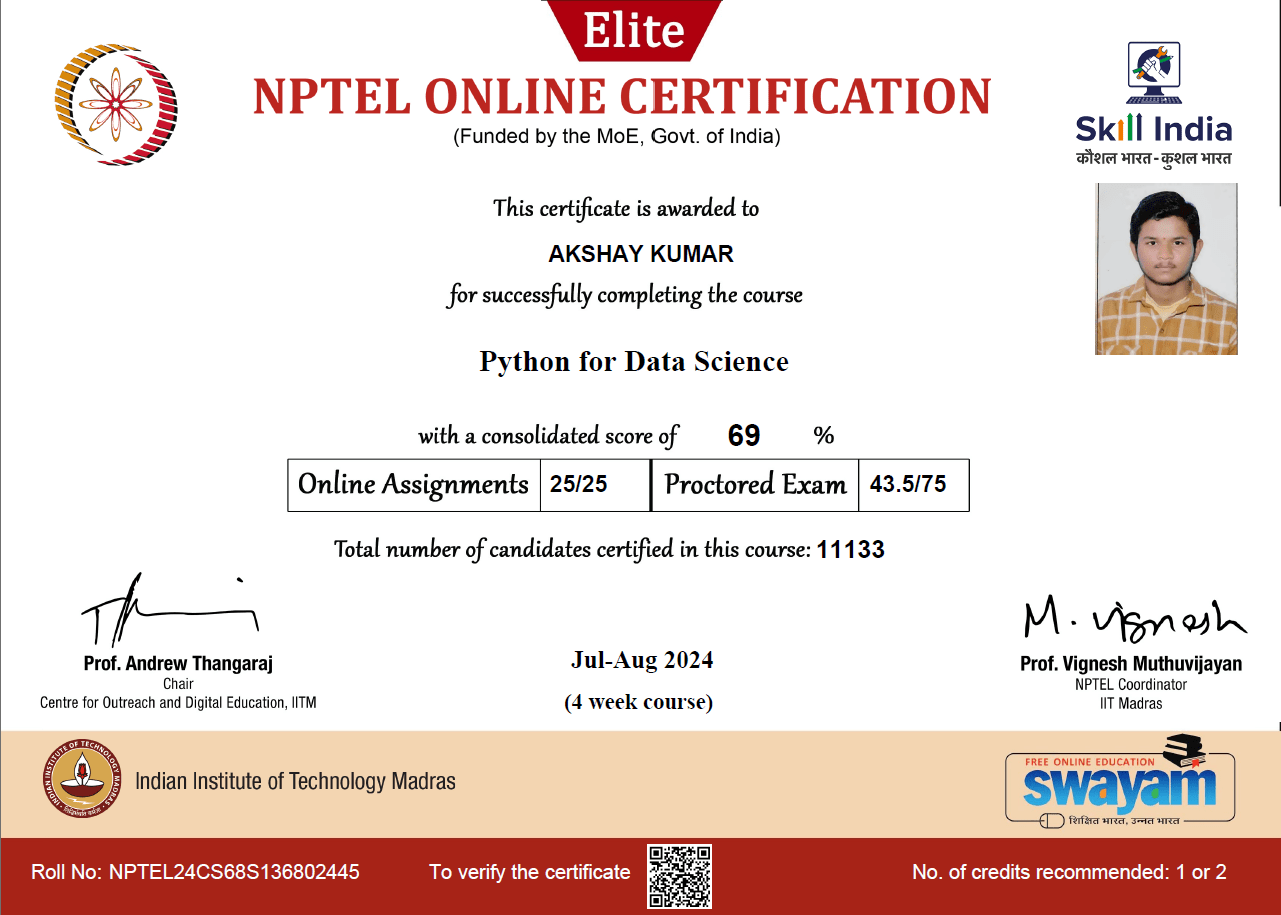 Elite
NPTEL ONLINE CERTIFICATION
(Funded by the MoE, Govt. of India)
Skill India
कौशल भारत - कुशल भारत
This certificate is awarded to
AKSHAY KUMAR
for successfully completing the course
Python for Data Science
with a consolidated score of 69 %
Online Assignments 25/25 Proctored Exam 43.5/75
Total number of candidates certified in this course: 11133
M. Vignesh
Prof. Andrew Thangaraj
Chair
Centre for Outreach and Digital Education, IITM
Jul-Aug 2024
(4 week course)
Prof. Vignesh Muthuvijayan
NPTEL Coordinator
IIT Madras
INDIAN INSTITUTE OF TECHNOLOGY MADRAS
Indian Institute of Technology Madras
FREE ONLINE EDUCATION
swayam
शिक्षित भारत, उन्नत भारत
Roll No: NPTEL24CS68S136802445
To verify the certificate
No. of credits recommended: 1 or 2